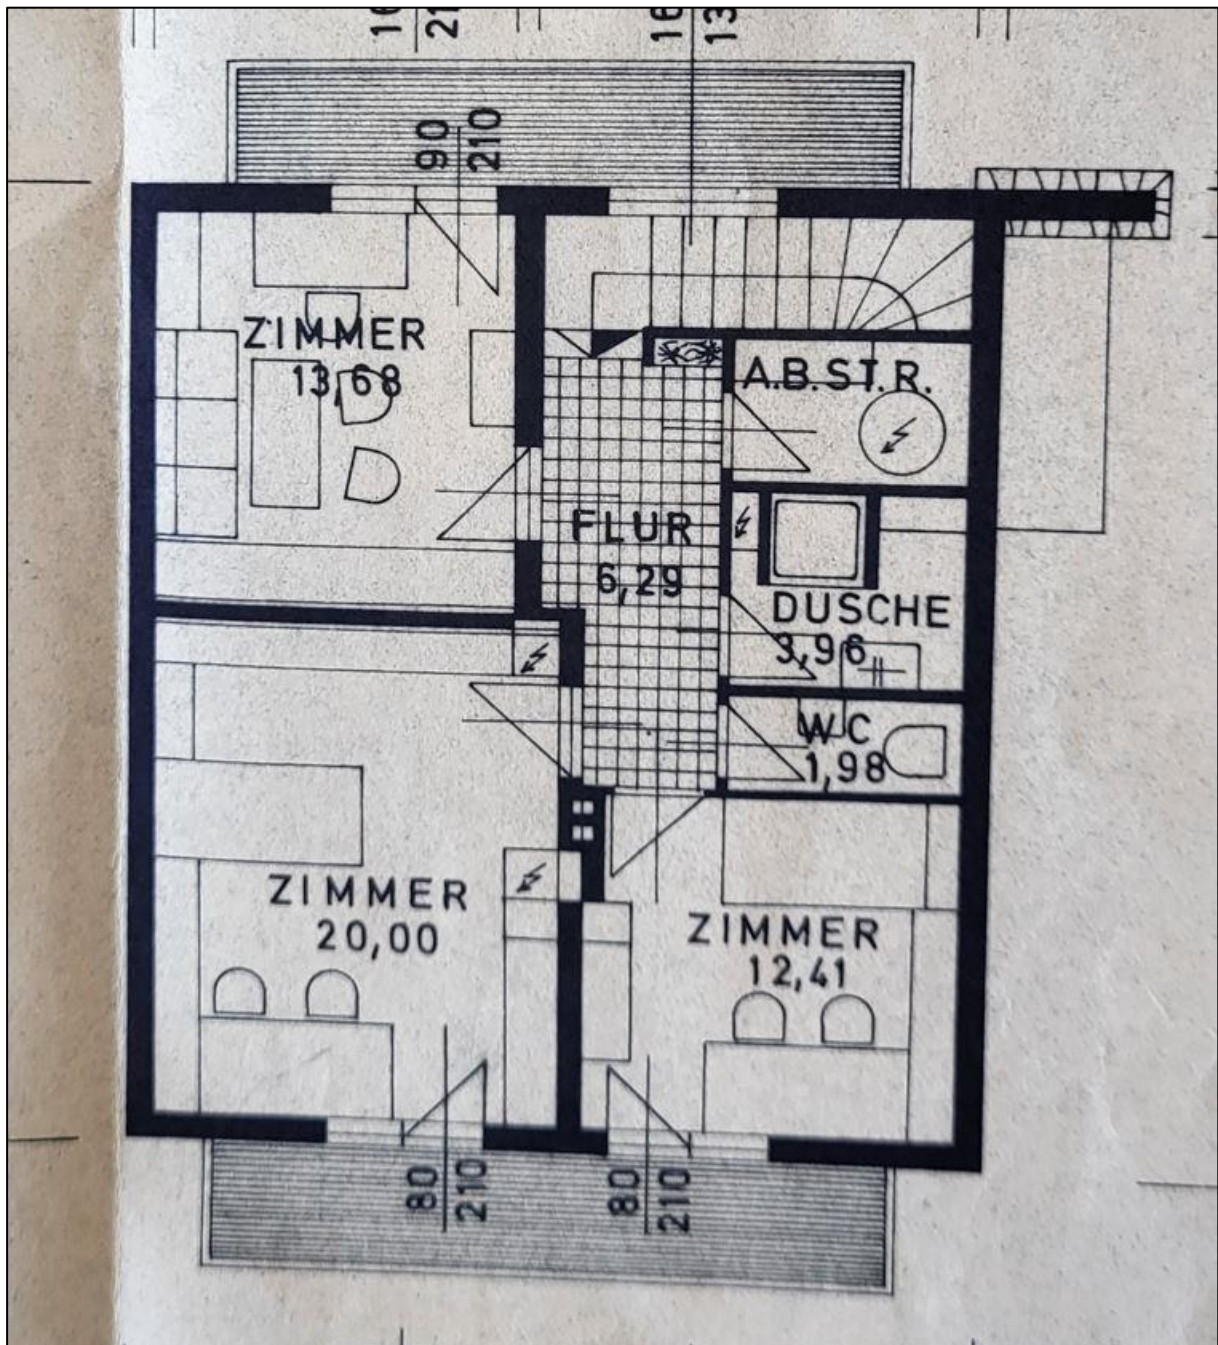 90
210
ZIMMER
13,68
A.B.ST.R.
FLUR
6,29
DUSCHE
3,96
WC
1,98
ZIMMER
20,00
ZIMMER
12,41
80
210
80
210